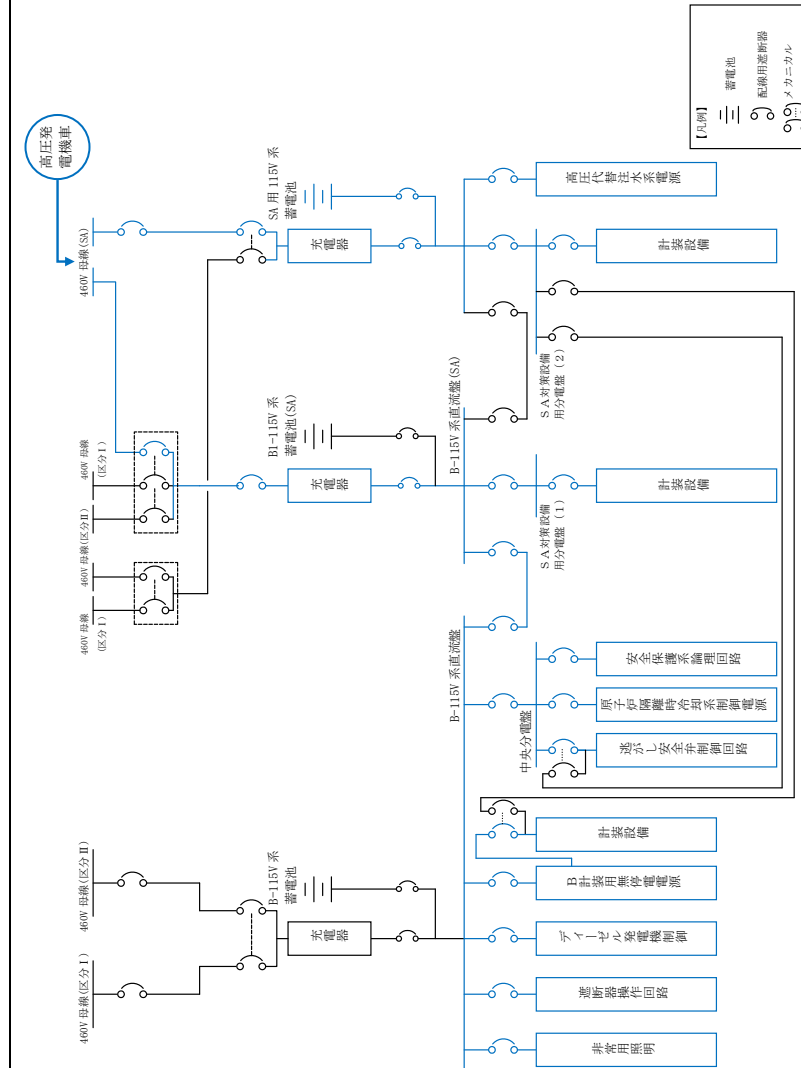 高圧発
電機車
460V 母線(SA)
460V 母線
(区分Ⅰ)
460V 母線(区分Ⅱ)
460V 母線
460V 母線
(区分Ⅰ)
SA 用 115V 系
蓄電池
充電器
B1-115V 系
蓄電池(SA)
充電器
B-115V 系直流盤(SA)
高圧代替注水系電源
計装設備
SA対策設備
用分電盤(2)
計装設備
SA対策設備
用分電盤(1)
B-115V 系直流盤
中央分電盤
安全保護系論理回路
原子炉隔離時冷却系制御電源
逃がし安全弁制御回路
460V 母線(区分Ⅱ)
460V 母線(区分Ⅰ)
B-115V 系
蓄電池
充電器
計装設備
B計装用無停電電源
ディーゼル発電機制御
遮断器操作回路
非常用照明
【凡例】
蓄電池
配線用遮断器
メカニカル